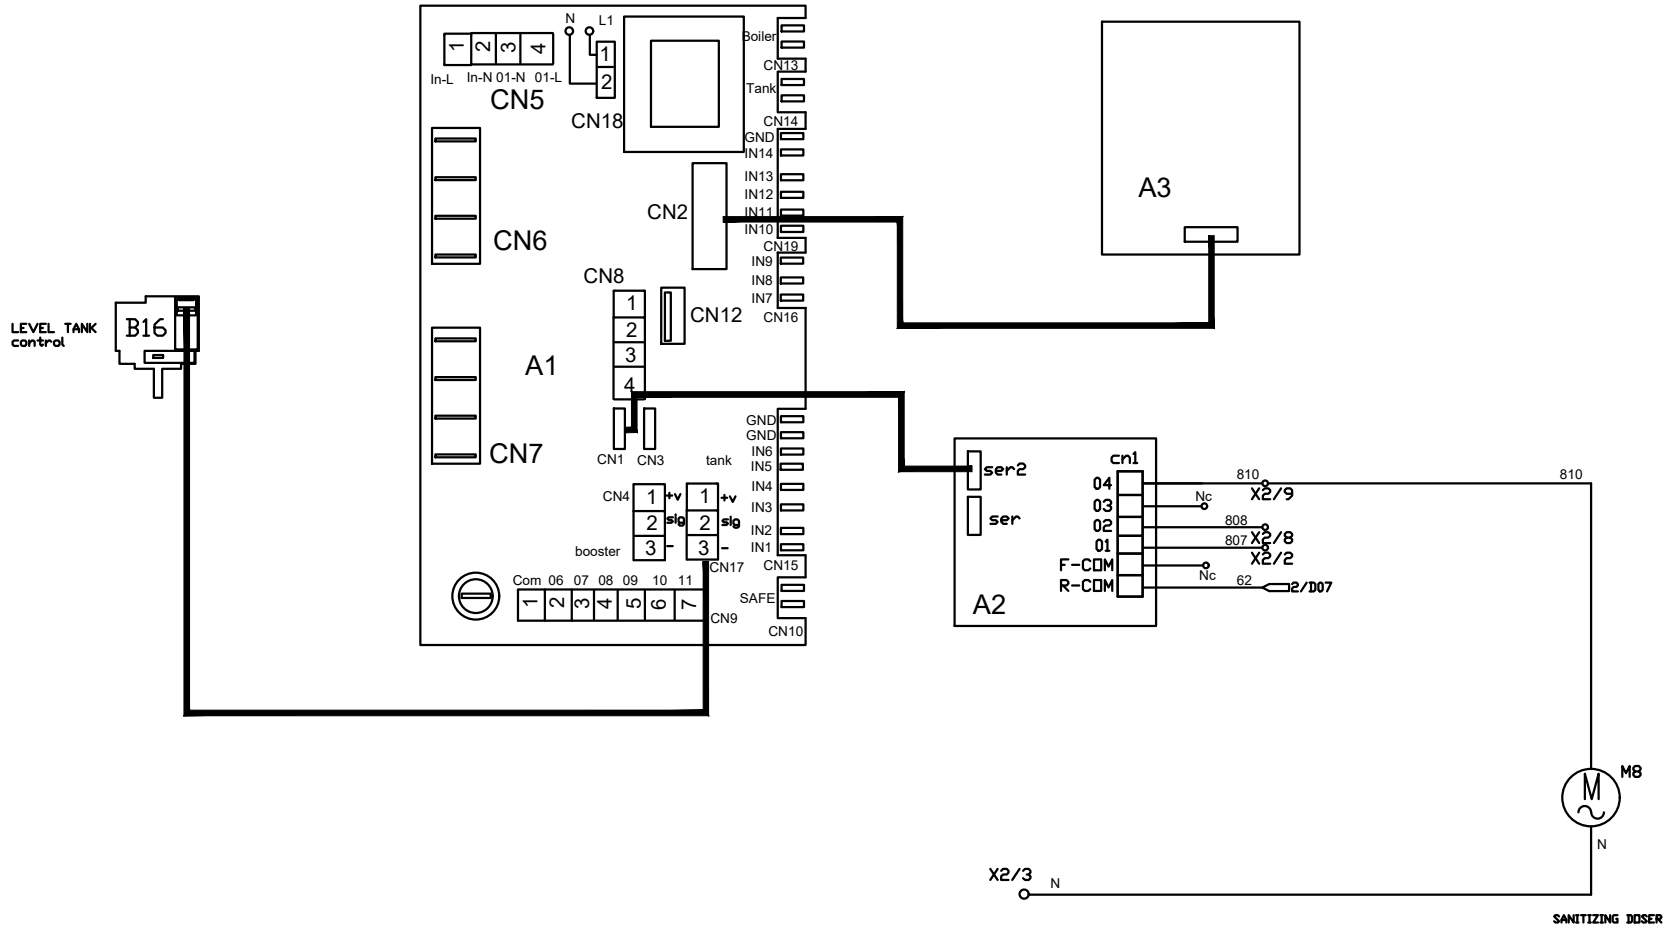 N
L1
1
2
3
4
1
2
In-L
In-N
01-N
01-L
CN5
CN18
Boiler
CN13
Tank
CN14
GND
IN14
IN13
IN12
IN11
IN10
CN19
IN9
IN8
IN7
CN16
CN2
CN6
CN8
1
2
3
4
CN12
A1
CN7
CN1
CN3
tank
GND
GND
IN6
IN5
IN4
IN3
IN2
IN1
CN15
CN4
1
+v
2
sig
3
-
booster
1
+v
2
sig
3
-
CN17
Com
06
07
08
09
10
11
1
2
3
4
5
6
7
CN9
SAFE
CN10
LEVEL TANK
control
B16
A3
ser2
ser
A2
cn1
04
03
02
01
F-COM
R-COM
810
X2/9
810
Nc
808
X2/8
807
X2/2
Nc
62
2/D07
M
M8
N
X2/3
N
SANITIZING DOSER